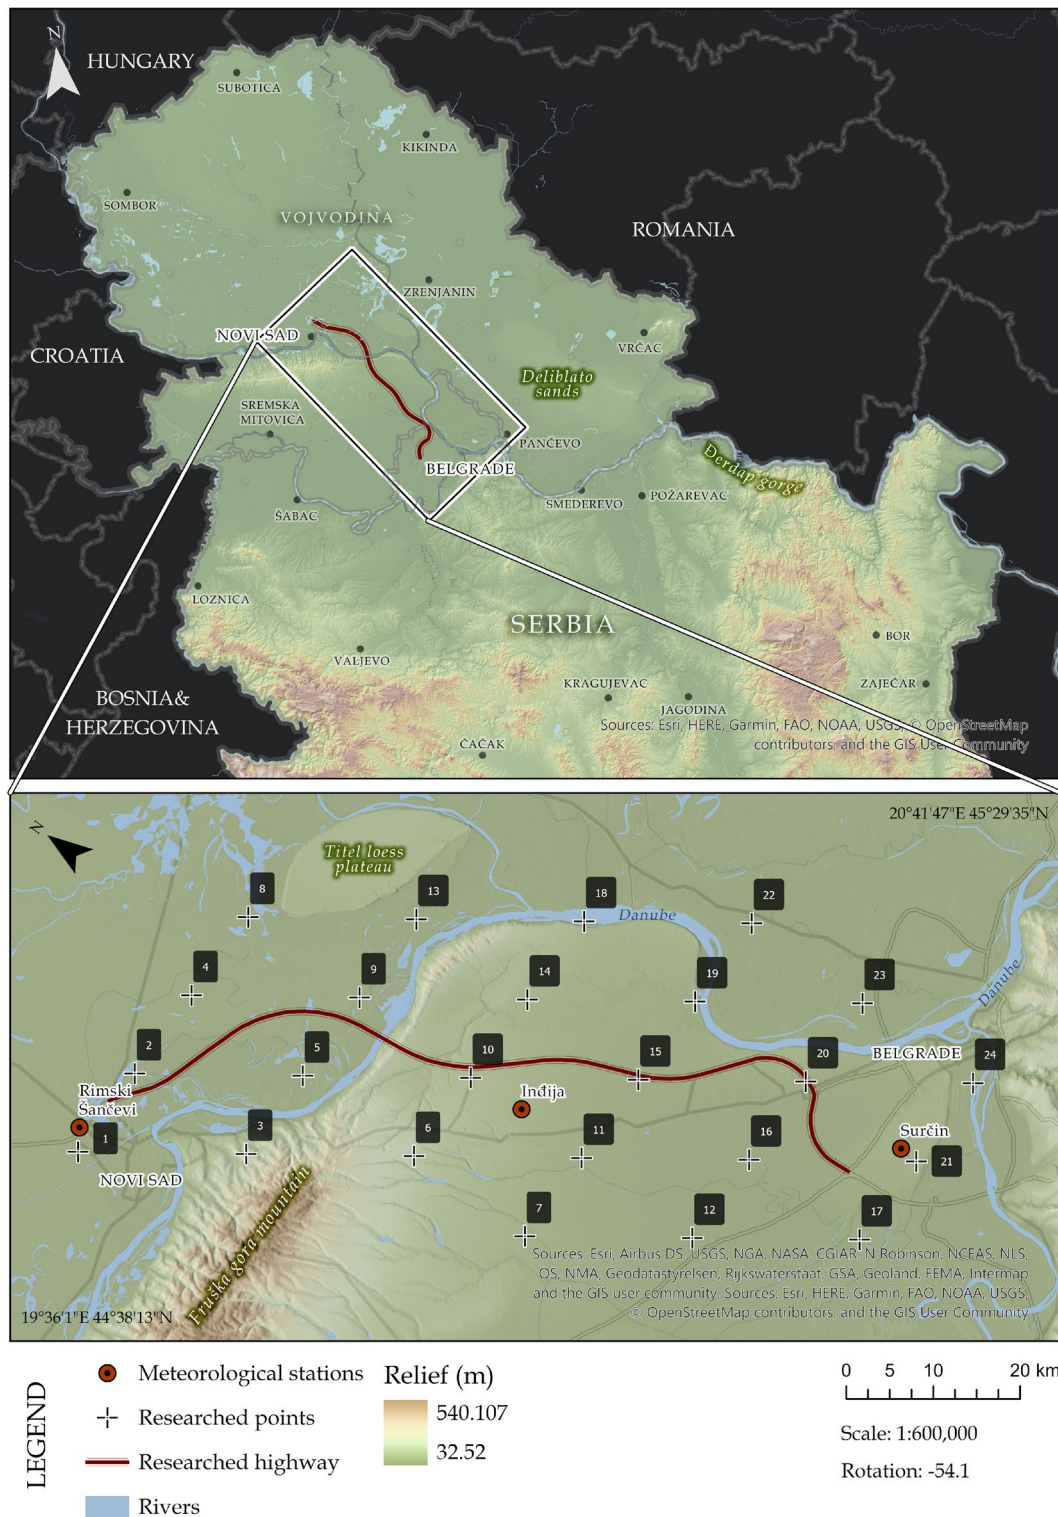 N
HUNGARY
SUBOTICA
KIKINDA
SOMBOR
VOJVODINA
ROMANIA
ZRENJANIN
NOVI SAD
VRČAC
CROATIA
Deliblato
sands
SREMSKA
MITOVICA
PANČEVO
BELGRADE
Đerdap gorge
SMEDEREVO
POŽAREVAC
ŠABAC
LOZNICA
SERBIA
BOR
VALJEVO
KRAGUJEVAC
ZAJEČAR
BOSNIA&
HERZEGOVINA
JAGODINA
ČAČAK
Sources: Esri, HERE, Garmin, FAO, NOAA, USGS, © OpenStreetMap
contributors, and the GIS User Community
N
20°41'47"E 45°29'35"N
Titel loess
plateau
8
13
18
22
Danube
4
9
14
19
23
Danube
2
5
10
15
20
BELGRADE
24
Rimski
Šančevi
Inđija
1
3
6
11
16
Surčin
21
NOVI SAD
Fruška gora mountain
7
12
17
Sources: Esri, Airbus DS, USGS, NGA, NASA, CGIAR, N Robinson, NCEAS, NLS,
OS, NMA, Geodatastyrelsen, Rijkswaterstaat, GSA, Geoland, FEMA, Intermap
and the GIS user community. Sources: Esri, HERE, Garmin, FAO, NOAA, USGS,
© OpenStreetMap contributors, and the GIS User Community
19°36'1"E 44°38'13"N
LEGEND
Meteorological stations
Researched points
Researched highway
Rivers
Relief (m)
540.107
32.52
0 5 10 20 km
Scale: 1:600,000
Rotation: -54.1